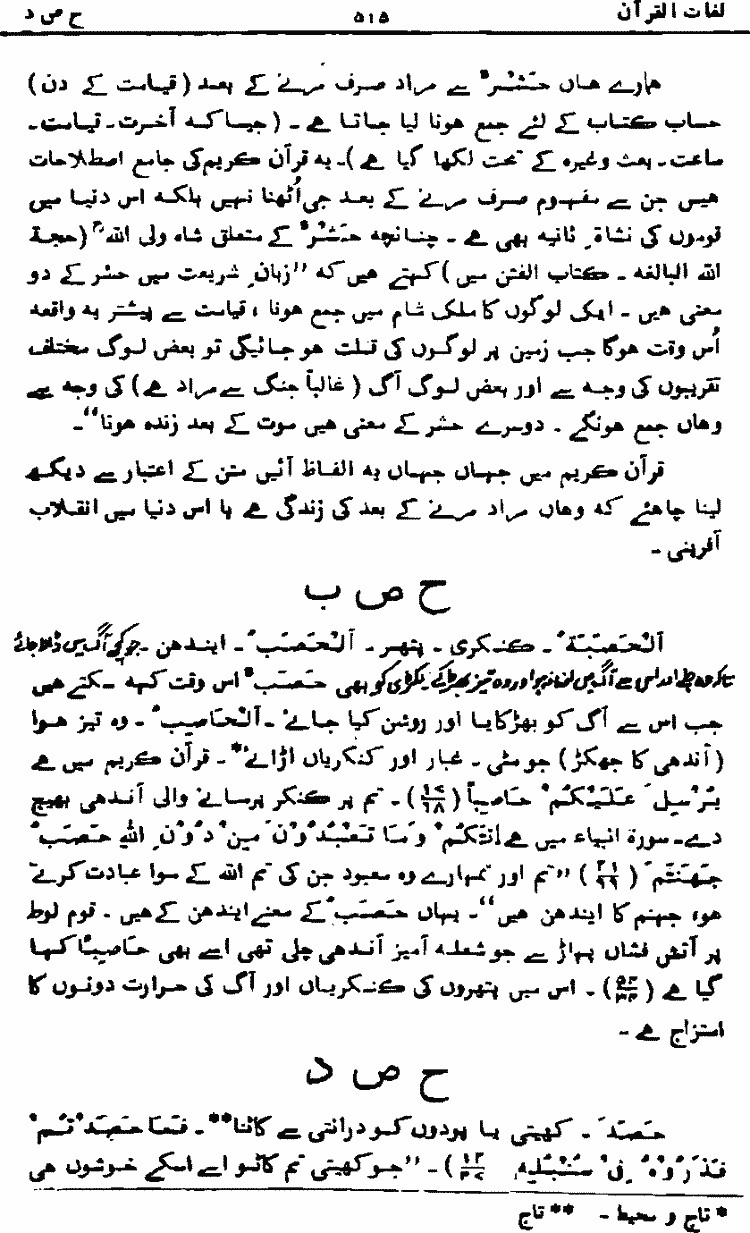 لغات القرآن ۵۱۵ ح ص د
ہمارے ہاں حَشْرٌ سے مراد صرف مرنے کے بعد (قیامت کے دن)
حساب کتاب کے لئے جمع ہونا لیا جاتا ہے ۔ (جیسا کہ آخرت ۔ قیامت ۔
ساعت ۔ بعث وغیرہ کے تحت لکھا گیا ہے)۔ یہ قرآن کریم کی جامع اصطلاحات
ہیں جن سے مفہوم صرف مرنے کے بعد جی اُٹھنا نہیں بلکہ اس دنیا میں
قوموں کی نشاۃِ ثانیہ بھی ہے ۔ چنانچہ حَشْرٌ کے متعلق شاہ ولی اللہؒ (حجۃ
اللہ البالغہ ۔ کتاب الفتن میں) کہتے ہیں کہ ’’زبانِ شریعت میں حشر کے دو
معنی ہیں ۔ ایک لوگوں کا ملک شام میں جمع ہونا ، قیامت سے پیشتر یہ واقعہ
اُس وقت ہوگا جب زمین پر لوگوں کی قلت ہو جائیگی تو بعض لوگ مختلف
تقریبوں کی وجہ سے اور بعض لوگ آگ (غالباً جنگ سے مراد ہے) کی وجہ سے
وہاں جمع ہونگے ۔ دوسرے حشر کے معنی ہیں موت کے بعد زندہ ہونا‘‘۔
قرآن کریم میں جہاں جہاں یہ الفاظ آئیں متن کے اعتبار سے دیکھ
لینا چاہئے کہ وہاں مراد مرنے کے بعد کی زندگی ہے یا اس دنیا میں انقلاب
آفرینی ۔
ح ص ب
اَلْحَصَبَۃُ ۔ کنکری ۔ پتھر ۔ اَلْحَصَبُ ۔ ایندھن ۔ جو کچھ آگ میں ڈالا جائے
تاکہ وہ جلے اور اس سے آگ میں اضافہ ہو اور وہ تیز بھڑکے ۔ لکڑی کو بھی حَصَبٌ اس وقت کہہ سکتے ہیں
جب اس سے آگ کو بھڑکایا اور روشن کیا جائے ۔ اَلْحَاصِبُ ۔ وہ تیز ہوا
(آندھی کا جھکڑ) جو مٹی ۔ غبار اور کنکریاں اڑائے* ۔ قرآن کریم میں ہے
یُرْسِلَ عَلَیْکُمْ حَاصِباً (۱۷/۶۸) ۔ تم پر کنکر برسانے والی آندھی بھیج
دے ۔ سورۃ انبیاء میں ہے اِنَّکُمْ وَمَا تَعْبُدُوْنَ مِنْ دُوْنِ اللہِ حَصَبُ
جَھَنَّمَ (۲۱/۹۸) ’’تم اور تمہارے وہ معبود جن کی تم اللہ کے سوا عبادت کرتے
ہو، جہنم کا ایندھن ہیں‘‘۔ یہاں حَصَبُ کے معنے ایندھن کے ہیں ۔ قوم لوط
پر آتش فشاں پہاڑ سے جو شعلہ آمیز آندھی چلی تھی اسے بھی حَاصِباً کہا
گیا ہے (۵۴/۳۴) ۔ اس میں پتھروں کی کنکریاں اور آگ کی حرارت دونوں کا
امتزاج ہے ۔
ح ص د
حَصَدَ ۔ کھیتی یا پودوں کو درانتی سے کاٹنا** ۔ فَمَا حَصَدْتُمْ
فَذَرُوْہُ فِیْ سُنْبُلِہٖ (۱۲/۴۷) ۔ ’’جو کھیتی تم کاٹو اسے اسکے خوشوں ہی
* تاج و محیط ۔ ** تاج